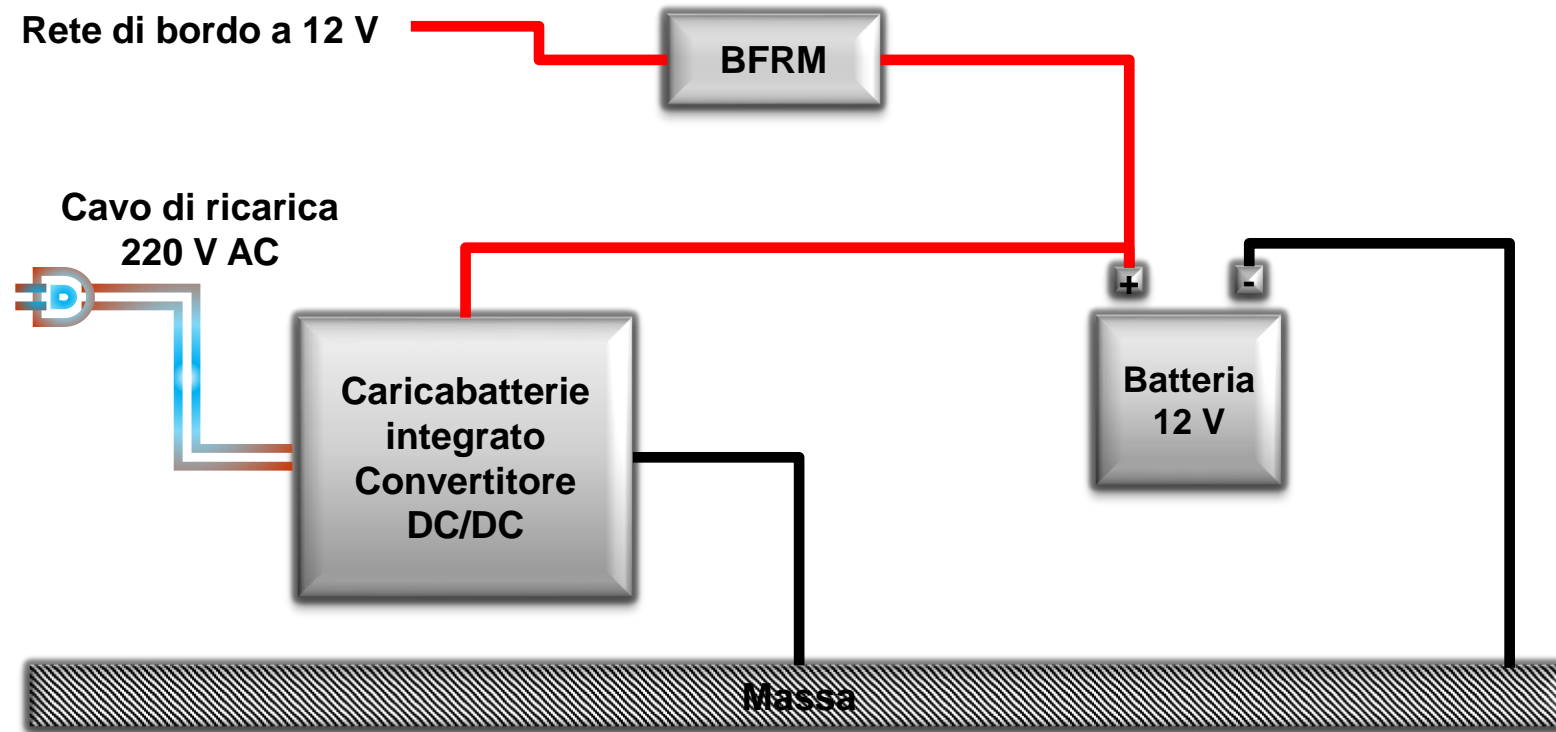 Rete di bordo a 12 V
BFRM
Cavo di ricarica
220 V AC
+
-
Caricabatterie
integrato
Convertitore
DC/DC
Batteria
12 V
Massa